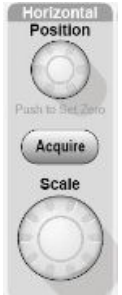 Horizontal
Position
Push to Set Zero
Acquire
Scale